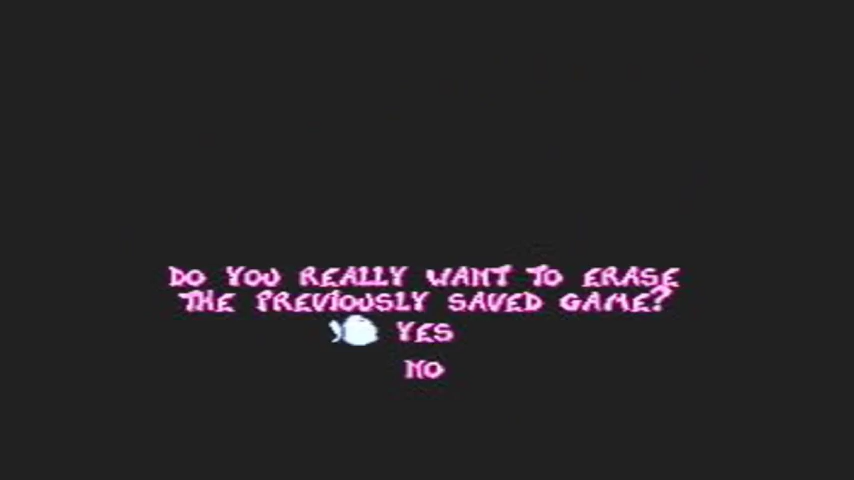 DO YOU REALLY WANT TO ERASE
THE PREVIOUSLY SAVED GAME?
YES
NO